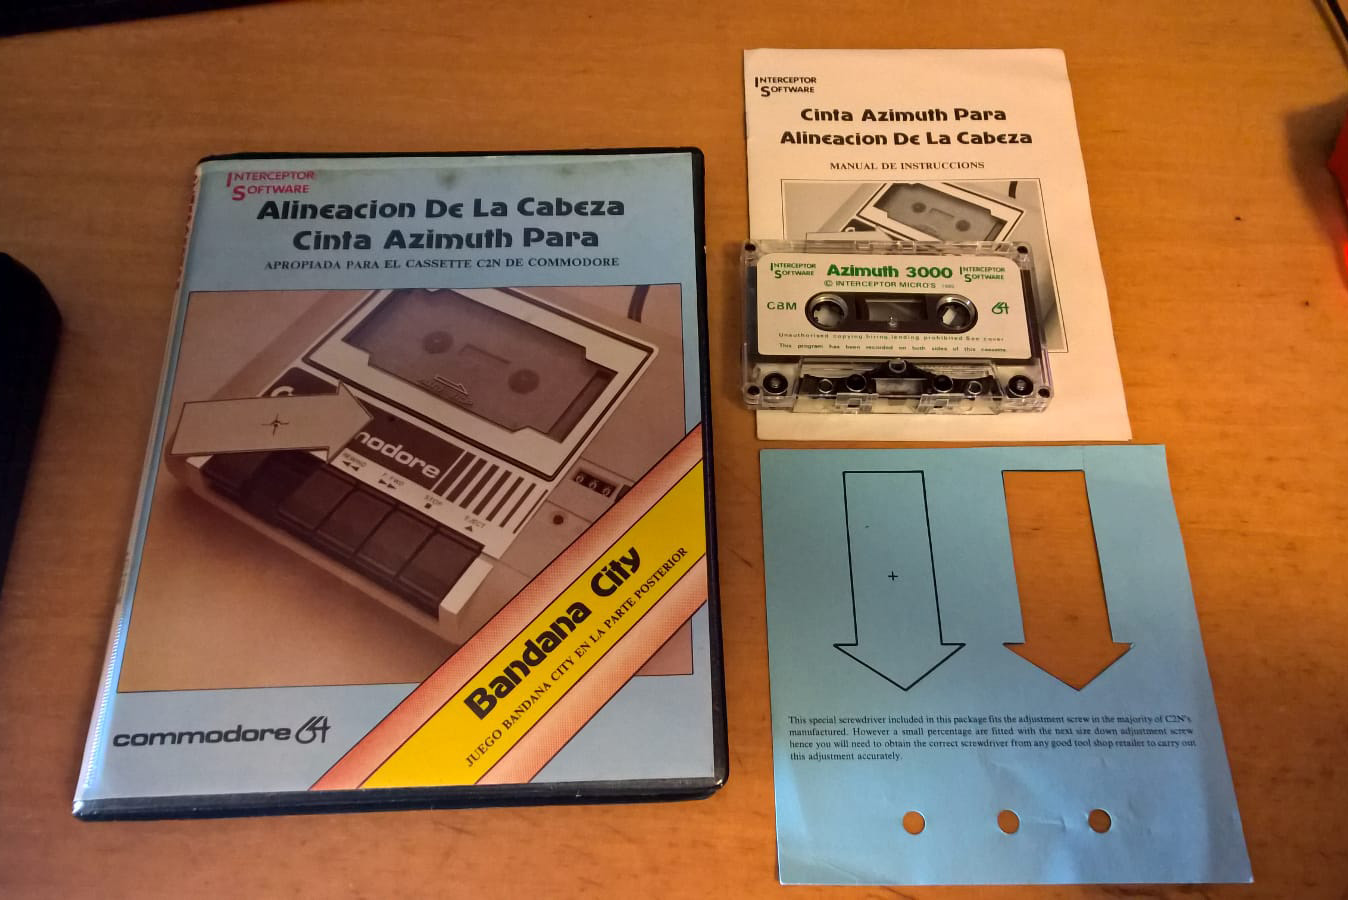 INTERCEPTOR
SOFTWARE
Alineacion De La Cabeza
Cinta Azimuth Para
APROPIADA PARA EL CASSETTE C2N DE COMMODORE
C
modore
REWIND
F. FWD
STOP
EJECT
Bandana City
JUEGO BANDANA CITY EN LA PARTE POSTERIOR
commodore 64
INTERCEPTOR
SOFTWARE
Cinta Azimuth Para
Alineacion De La Cabeza
MANUAL DE INSTRUCCIONS
INTERCEPTOR
SOFTWARE
Azimuth 3000
INTERCEPTOR
SOFTWARE
© INTERCEPTOR MICRO'S 1985
CBM
64
Unauthorised copying hiring, lending prohibited See cover
This program has been recorded on both sides of this cassette
This special screwdriver included in this package fits the adjustment screw in the majority of C2N's
manufactured. However a small percentage are fitted with the next size down adjustment screw
hence you will need to obtain the correct screwdriver from any good tool shop retailer to carry out
this adjustment accurately.